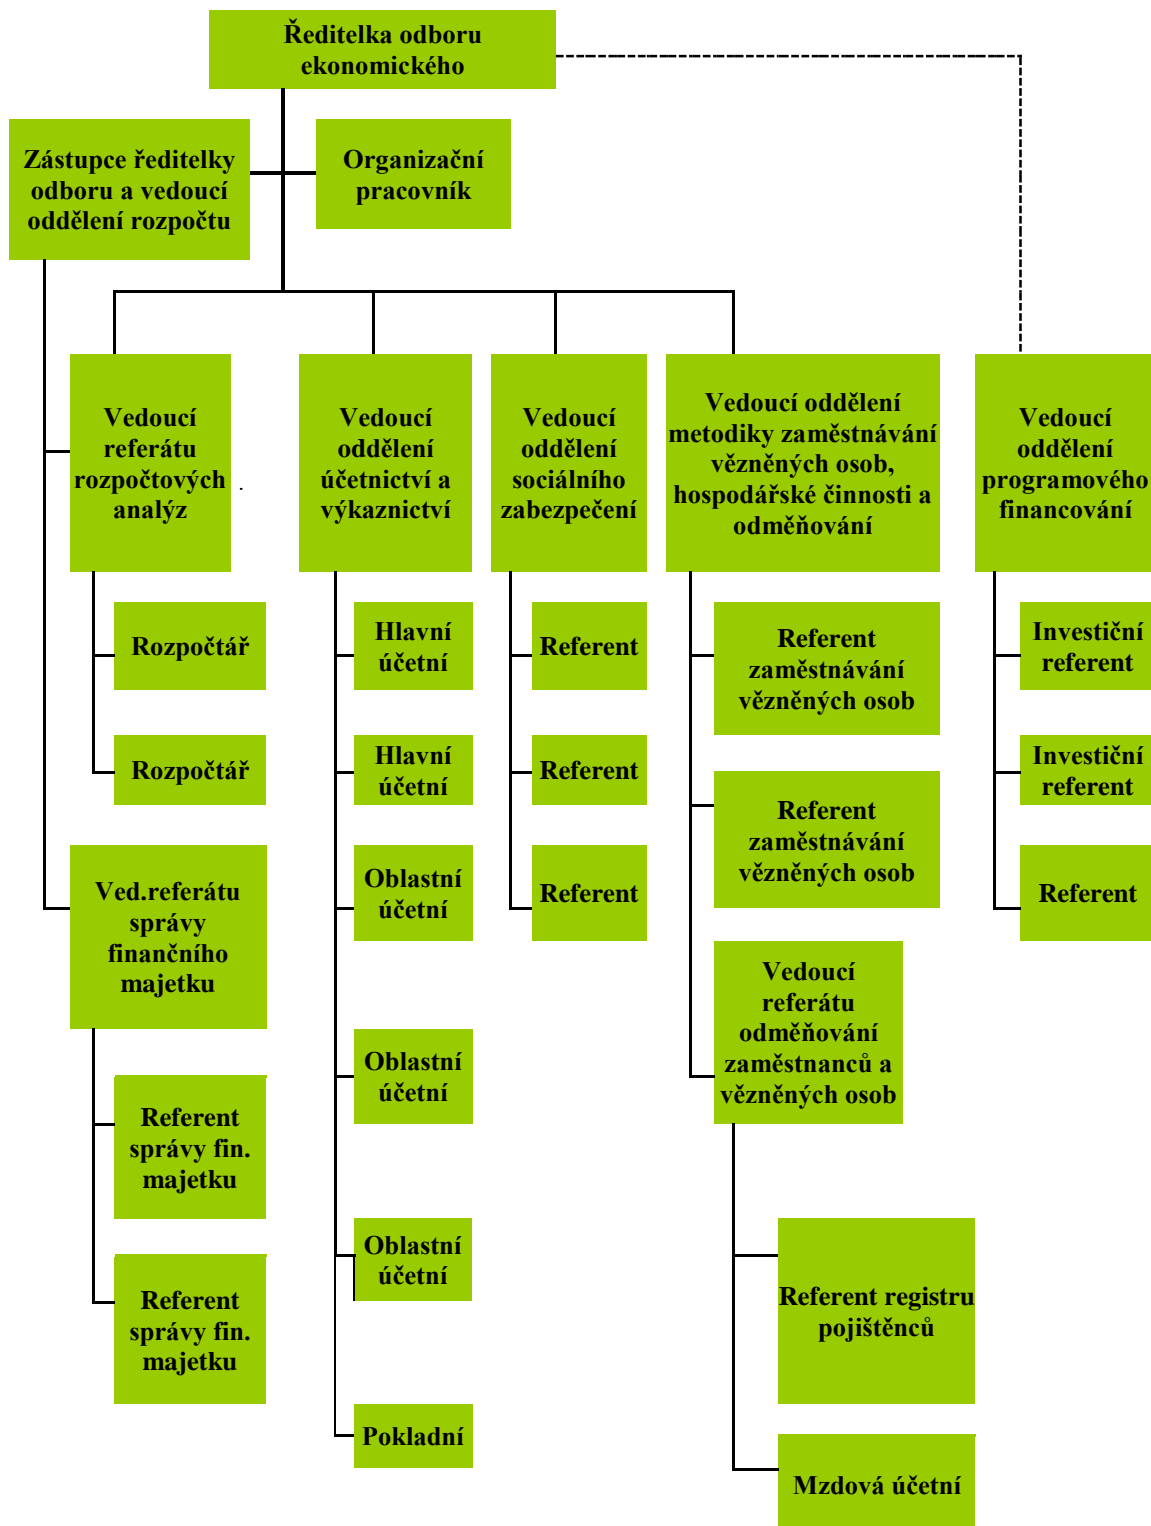 Ředitelka odboru
ekonomického
Zástupce ředitelky
odboru a vedoucí
oddělení rozpočtu
Organizační
pracovník
Vedoucí
referátu
rozpočtových
analýz
.
Vedoucí
oddělení
účetnictví a
výkaznictví
Vedoucí
oddělení
sociálního
zabezpečení
Vedoucí oddělení
metodiky zaměstnávání
vězněných osob,
hospodářské činnosti a
odměňování
Vedoucí
oddělení
programového
financování
Rozpočtář
Rozpočtář
Ved.referátu
správy
finančního
majetku
Referent
správy fin.
majetku
Referent
správy fin.
majetku
Hlavní
účetní
Hlavní
účetní
Oblastní
účetní
Oblastní
účetní
Oblastní
účetní
Pokladní
Referent
Referent
Referent
Referent
zaměstnávání
vězněných osob
Referent
zaměstnávání
vězněných osob
Vedoucí
referátu
odměňování
zaměstnanců a
vězněných osob
Referent registru
pojištěnců
Mzdová účetní
Investiční
referent
Investiční
referent
Referent